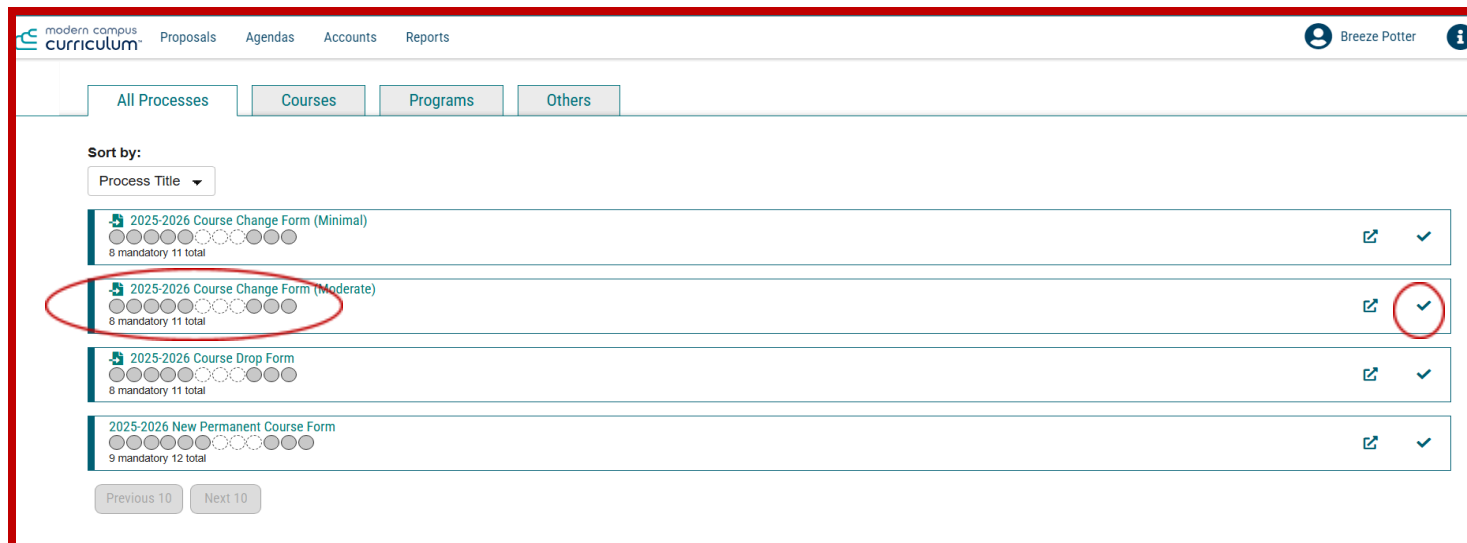 modern campus
curriculum™
Proposals Agendas Accounts Reports
Breeze Potter
All Processes Courses Programs Others
Sort by:
Process Title
2025-2026 Course Change Form (Minimal)
8 mandatory 11 total
2025-2026 Course Change Form (Moderate)
8 mandatory 11 total
2025-2026 Course Drop Form
8 mandatory 11 total
2025-2026 New Permanent Course Form
9 mandatory 12 total
Previous 10 Next 10